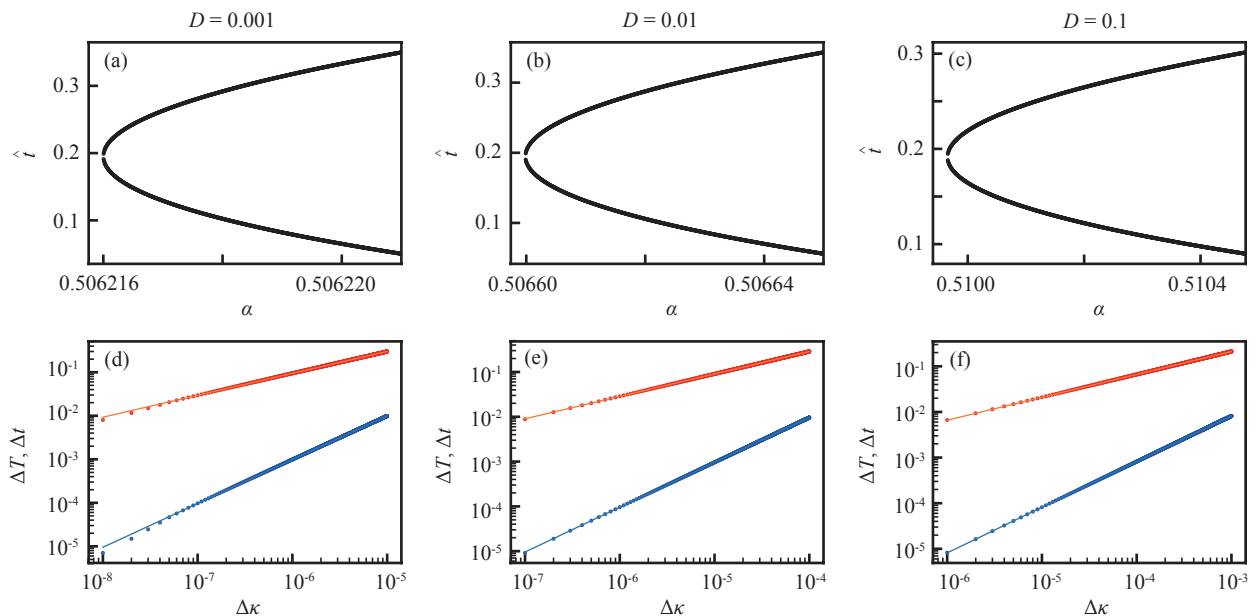 D = 0.001
D = 0.01
D = 0.1
(a)
(b)
(c)
0.3
0.2
0.1
t̂
0.506216
0.506220
α
0.3
0.2
0.1
t̂
0.50660
0.50664
α
0.3
0.2
0.1
t̂
0.5100
0.5104
α
(d)
(e)
(f)
10⁻¹
10⁻²
10⁻³
10⁻⁴
10⁻⁵
ΔT, Δt
10⁻⁸
10⁻⁷
10⁻⁶
10⁻⁵
Δκ
10⁻¹
10⁻²
10⁻³
10⁻⁴
10⁻⁵
ΔT, Δt
10⁻⁷
10⁻⁶
10⁻⁵
10⁻⁴
Δκ
10⁻¹
10⁻²
10⁻³
10⁻⁴
10⁻⁵
ΔT, Δt
10⁻⁶
10⁻⁵
10⁻⁴
10⁻³
Δκ